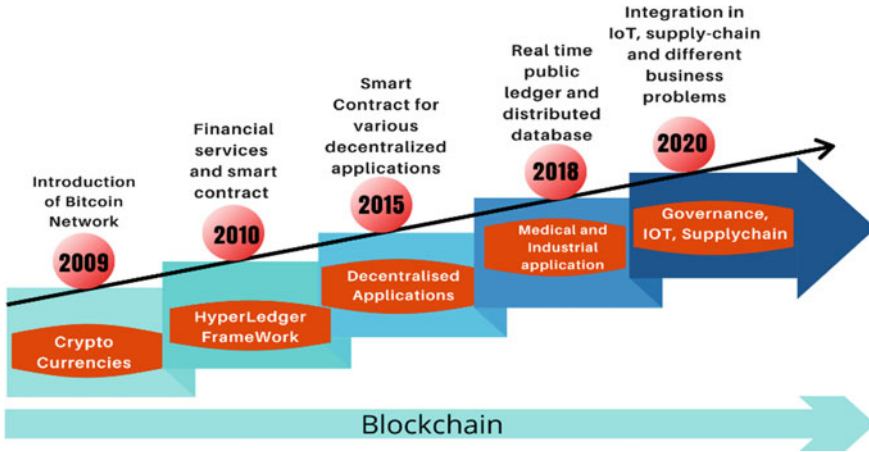 Introduction
of Bitcoin
Network
2009
Crypto
Currencies
Financial
services
and smart
contract
2010
HyperLedger
FrameWork
Smart
Contract for
various
decentralized
applications
2015
Decentralised
Applications
Real time
public
ledger and
distributed
database
2018
Medical and
Industrial
application
Integration in
IoT, supply-chain
and different
business
problems
2020
Governance,
IOT, Supplychain
Blockchain